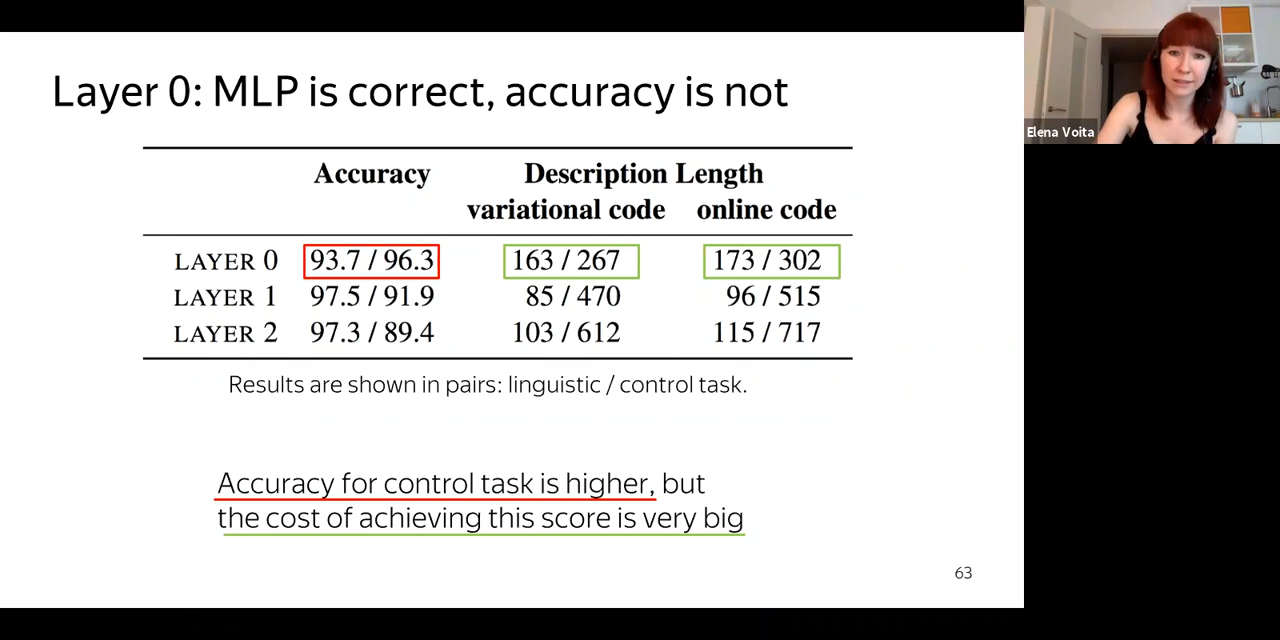 Layer 0: MLP is correct, accuracy is not
Elena Voita
Accuracy Description Length
variational code online code
LAYER 0 93.7 / 96.3 163 / 267 173 / 302
LAYER 1 97.5 / 91.9 85 / 470 96 / 515
LAYER 2 97.3 / 89.4 103 / 612 115 / 717
Results are shown in pairs: linguistic / control task.
Accuracy for control task is higher, but
the cost of achieving this score is very big
63